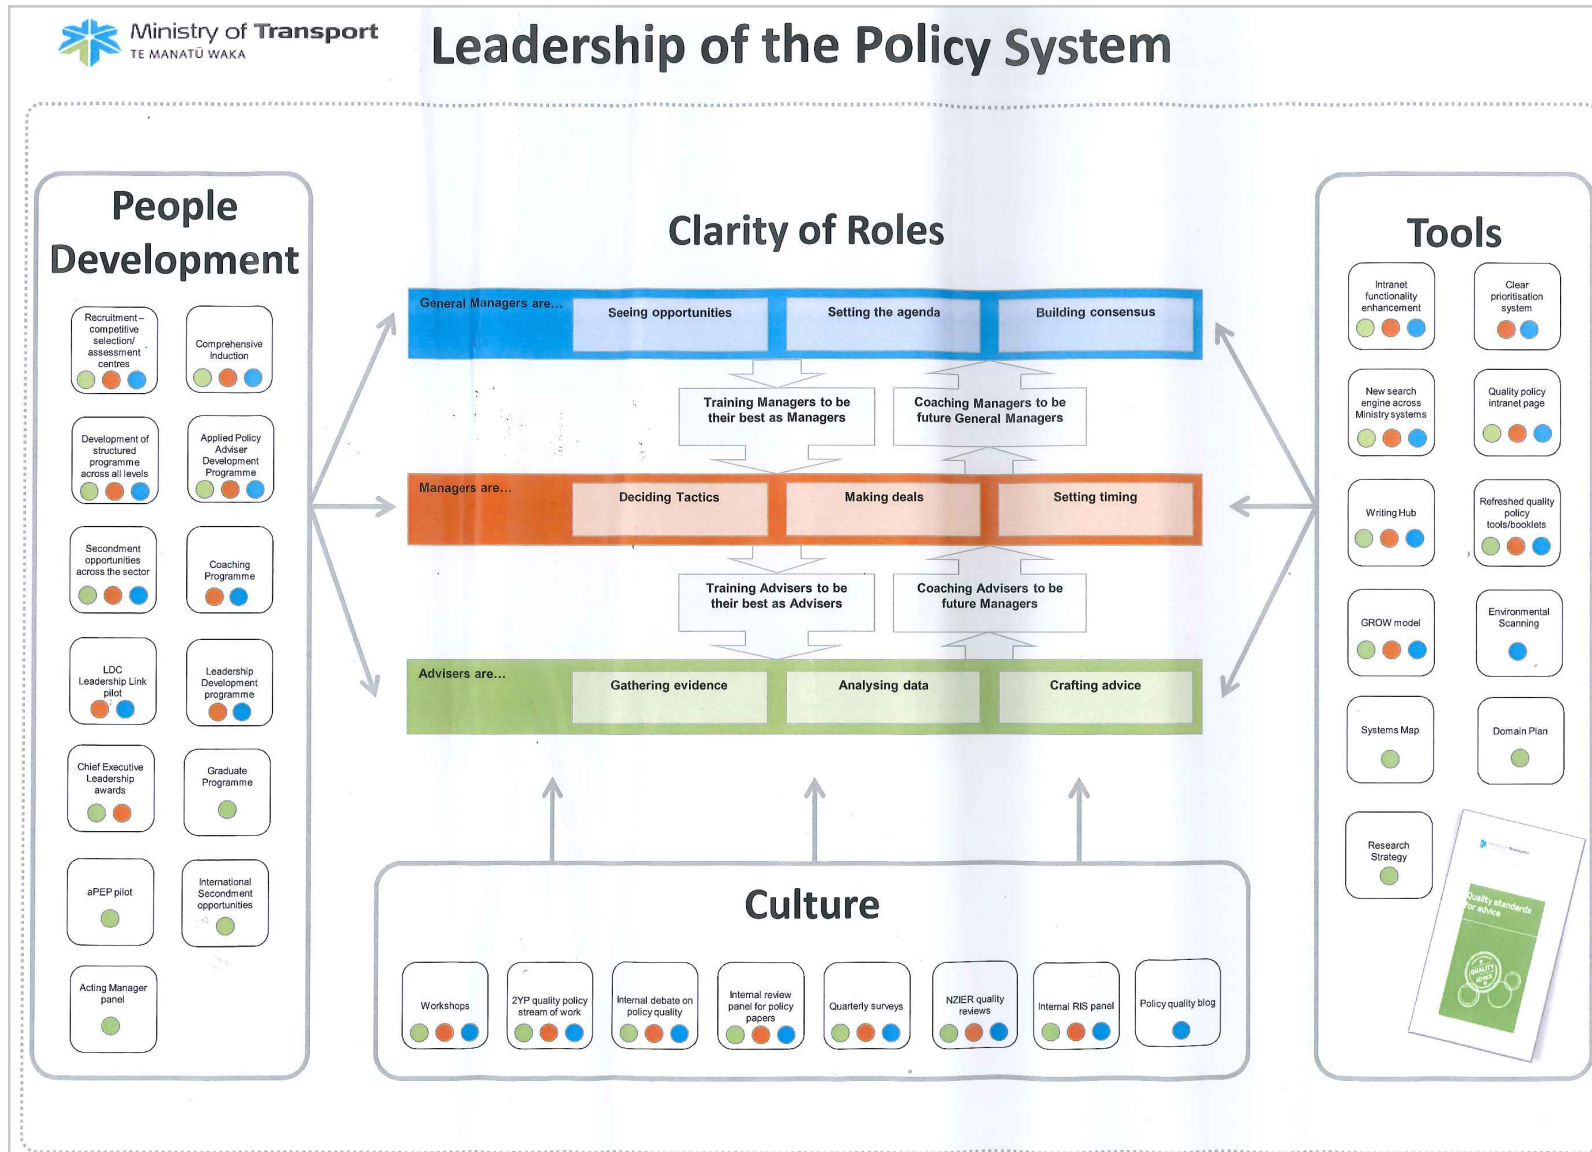 Ministry of Transport
TE MANATŪ WAKA
Leadership of the Policy System
People
Development
Recruitment –
competitive
selection/
assessment
centres
Comprehensive
Induction
Development of
structured
programme
across all levels
Applied Policy
Adviser
Development
Programme
Secondment
opportunities
across the sector
Coaching
Programme
LDC
Leadership Link
pilot
Leadership
Development
programme
Chief Executive
Leadership
awards
Graduate
Programme
aPEP pilot
International
Secondment
opportunities
Acting Manager
panel
Clarity of Roles
General Managers are...
Seeing opportunities
Setting the agenda
Building consensus
Training Managers to be
their best as Managers
Coaching Managers to be
future General Managers
Managers are...
Deciding Tactics
Making deals
Setting timing
Training Advisers to be
their best as Advisers
Coaching Advisers to be
future Managers
Advisers are...
Gathering evidence
Analysing data
Crafting advice
Culture
Workshops
2YP quality policy
stream of work
Internal debate on
policy quality
Internal review
panel for policy
papers
Quarterly surveys
NZIER quality
reviews
Internal RIS panel
Policy quality blog
Tools
Intranet
functionality
enhancement
Clear
prioritisation
system
New search
engine across
Ministry systems
Quality policy
intranet page
Writing Hub
Refreshed quality
policy
tools/booklets
GROW model
Environmental
Scanning
Systems Map
Domain Plan
Research
Strategy
Ministry of Transport
Quality standards
for advice
QUALITY
ADVICE